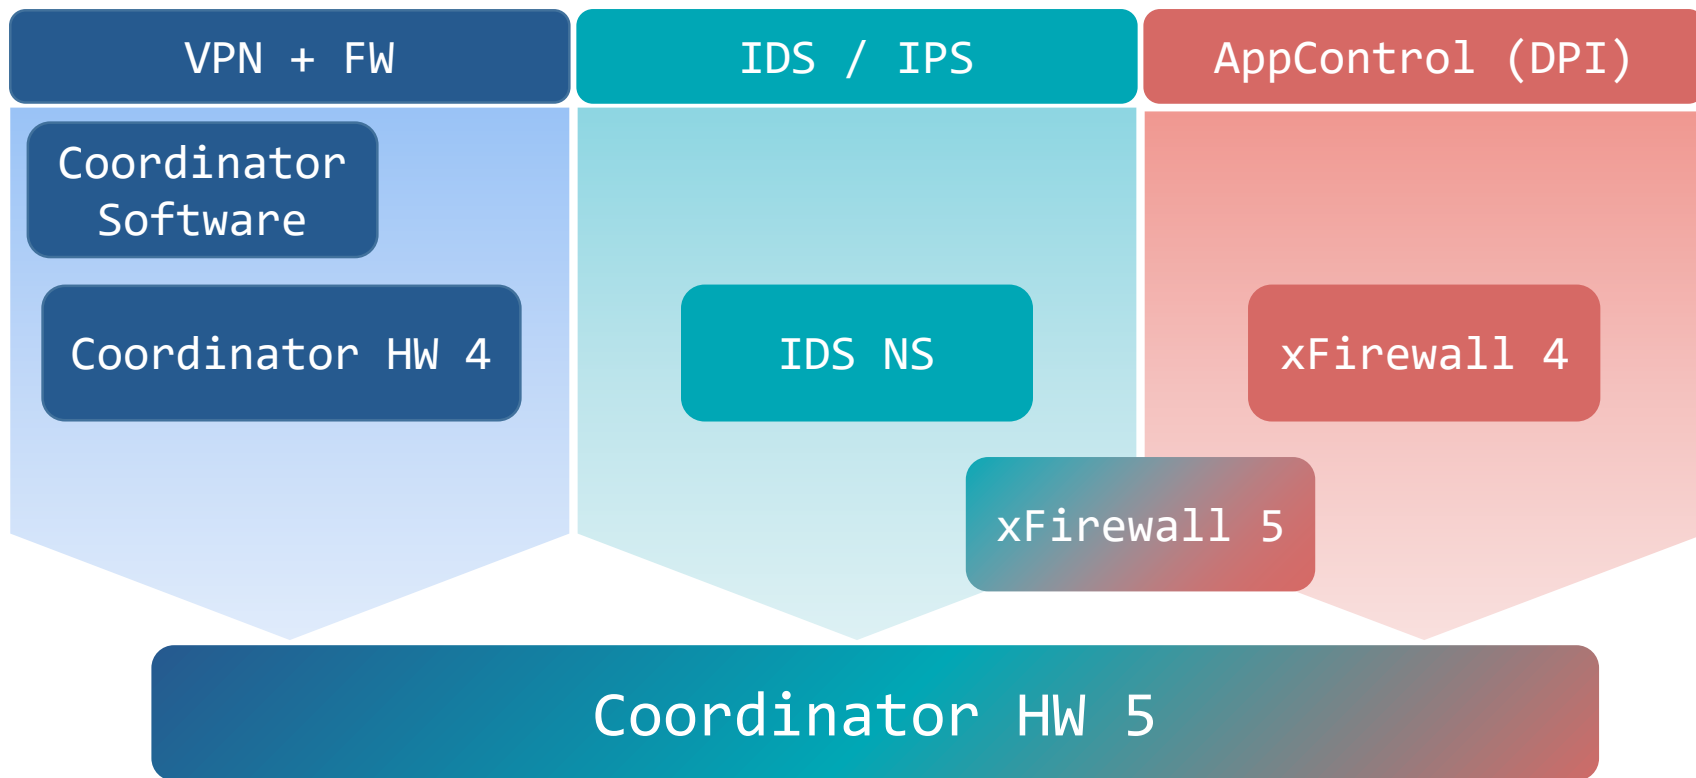 VPN + FW
IDS / IPS
AppControl (DPI)
Coordinator
Software
Coordinator HW 4
IDS NS
xFirewall 4
xFirewall 5
Coordinator HW 5